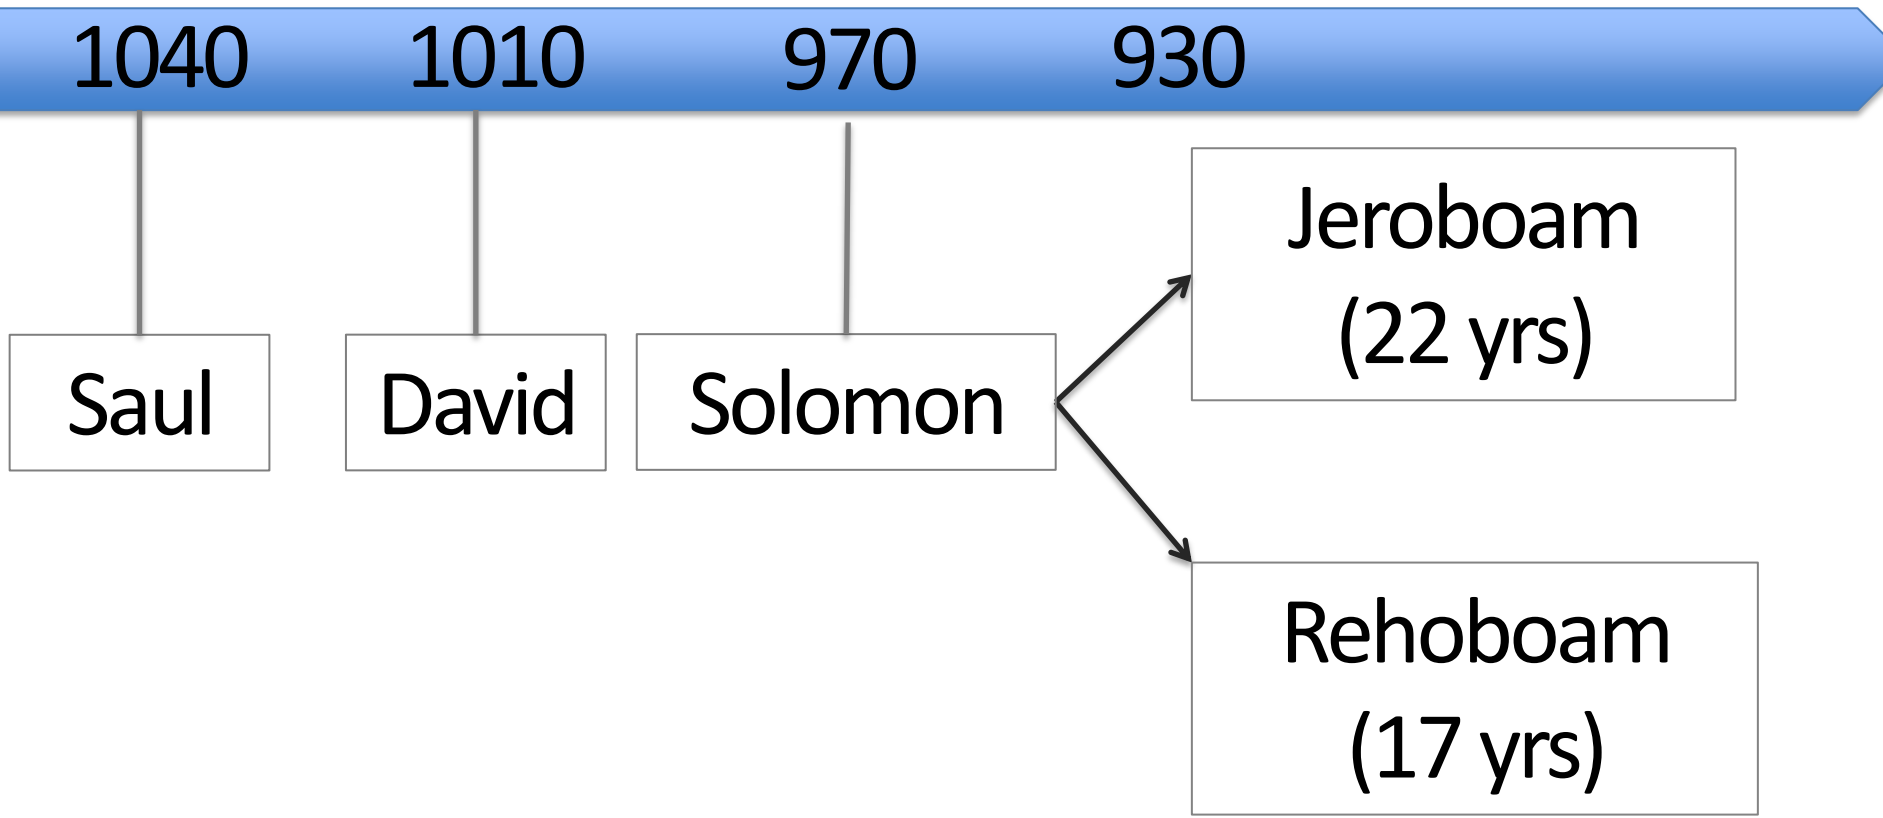 1040 1010 970 930
Saul
David
Solomon
Jeroboam
(22 yrs)
Rehoboam
(17 yrs)